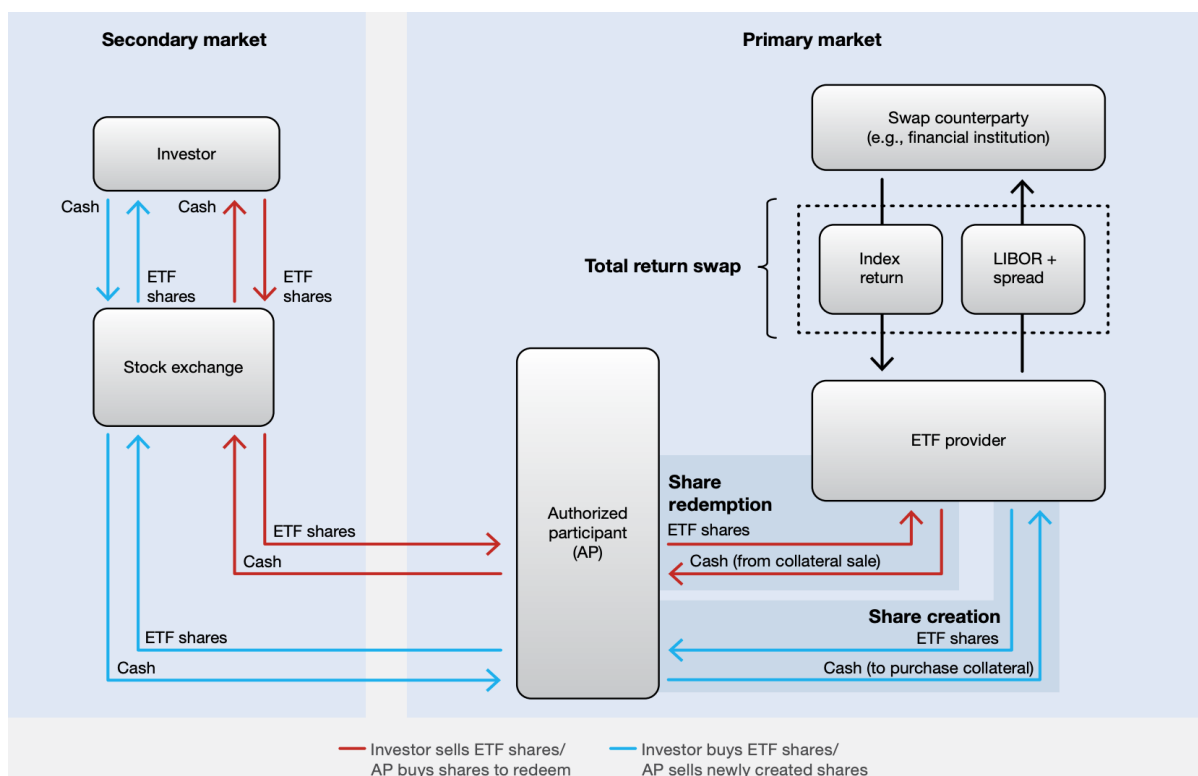 Secondary market
Primary market
Swap counterparty
(e.g., financial institution)
Investor
Cash
Cash
ETF
shares
ETF
shares
Total return swap
Index
return
LIBOR +
spread
Stock exchange
ETF provider
Authorized
participant
(AP)
Share
redemption
ETF shares
ETF shares
Cash
Cash (from collateral sale)
Share creation
ETF shares
ETF shares
Cash
Cash (to purchase collateral)
Investor sells ETF shares/
AP buys shares to redeem
Investor buys ETF shares/
AP sells newly created shares